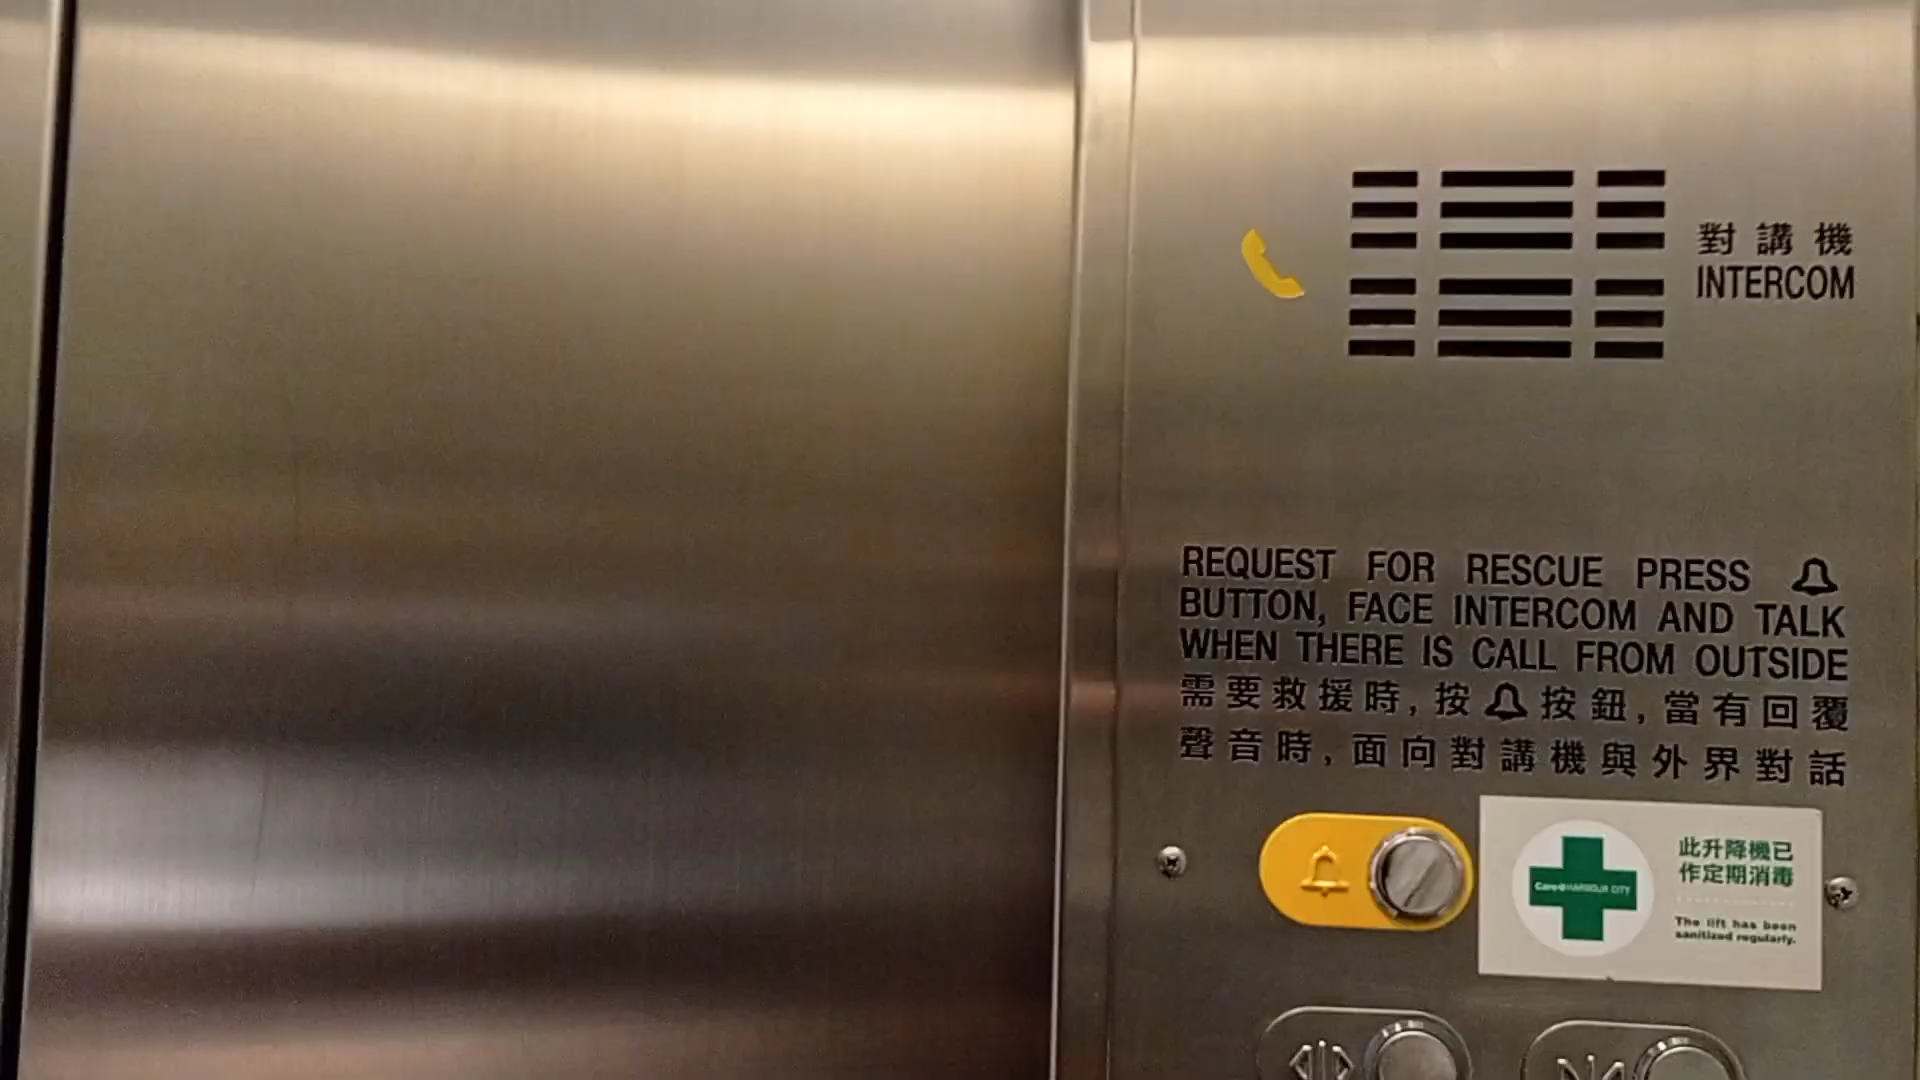 對講機
INTERCOM
REQUEST FOR RESCUE PRESS
BUTTON, FACE INTERCOM AND TALK
WHEN THERE IS CALL FROM OUTSIDE
需要救援時,按 按鈕,當有回覆
聲音時,面向對講機與外界對話
Care@HARBOUR CITY
此升降機已
作定期消毒
The lift has been
sanitized regularly.